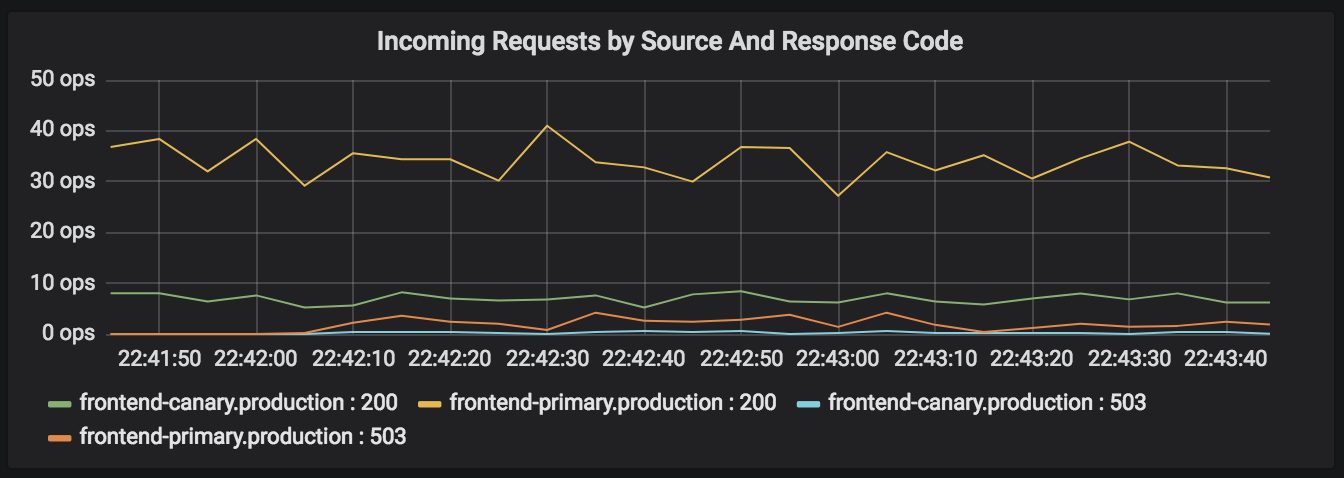 Incoming Requests by Source And Response Code
50 ops
40 ops
30 ops
20 ops
10 ops
0 ops
22:41:50 22:42:00 22:42:10 22:42:20 22:42:30 22:42:40 22:42:50 22:43:00 22:43:10 22:43:20 22:43:30 22:43:40
frontend-canary.production : 200 frontend-primary.production : 200 frontend-canary.production : 503
frontend-primary.production : 503